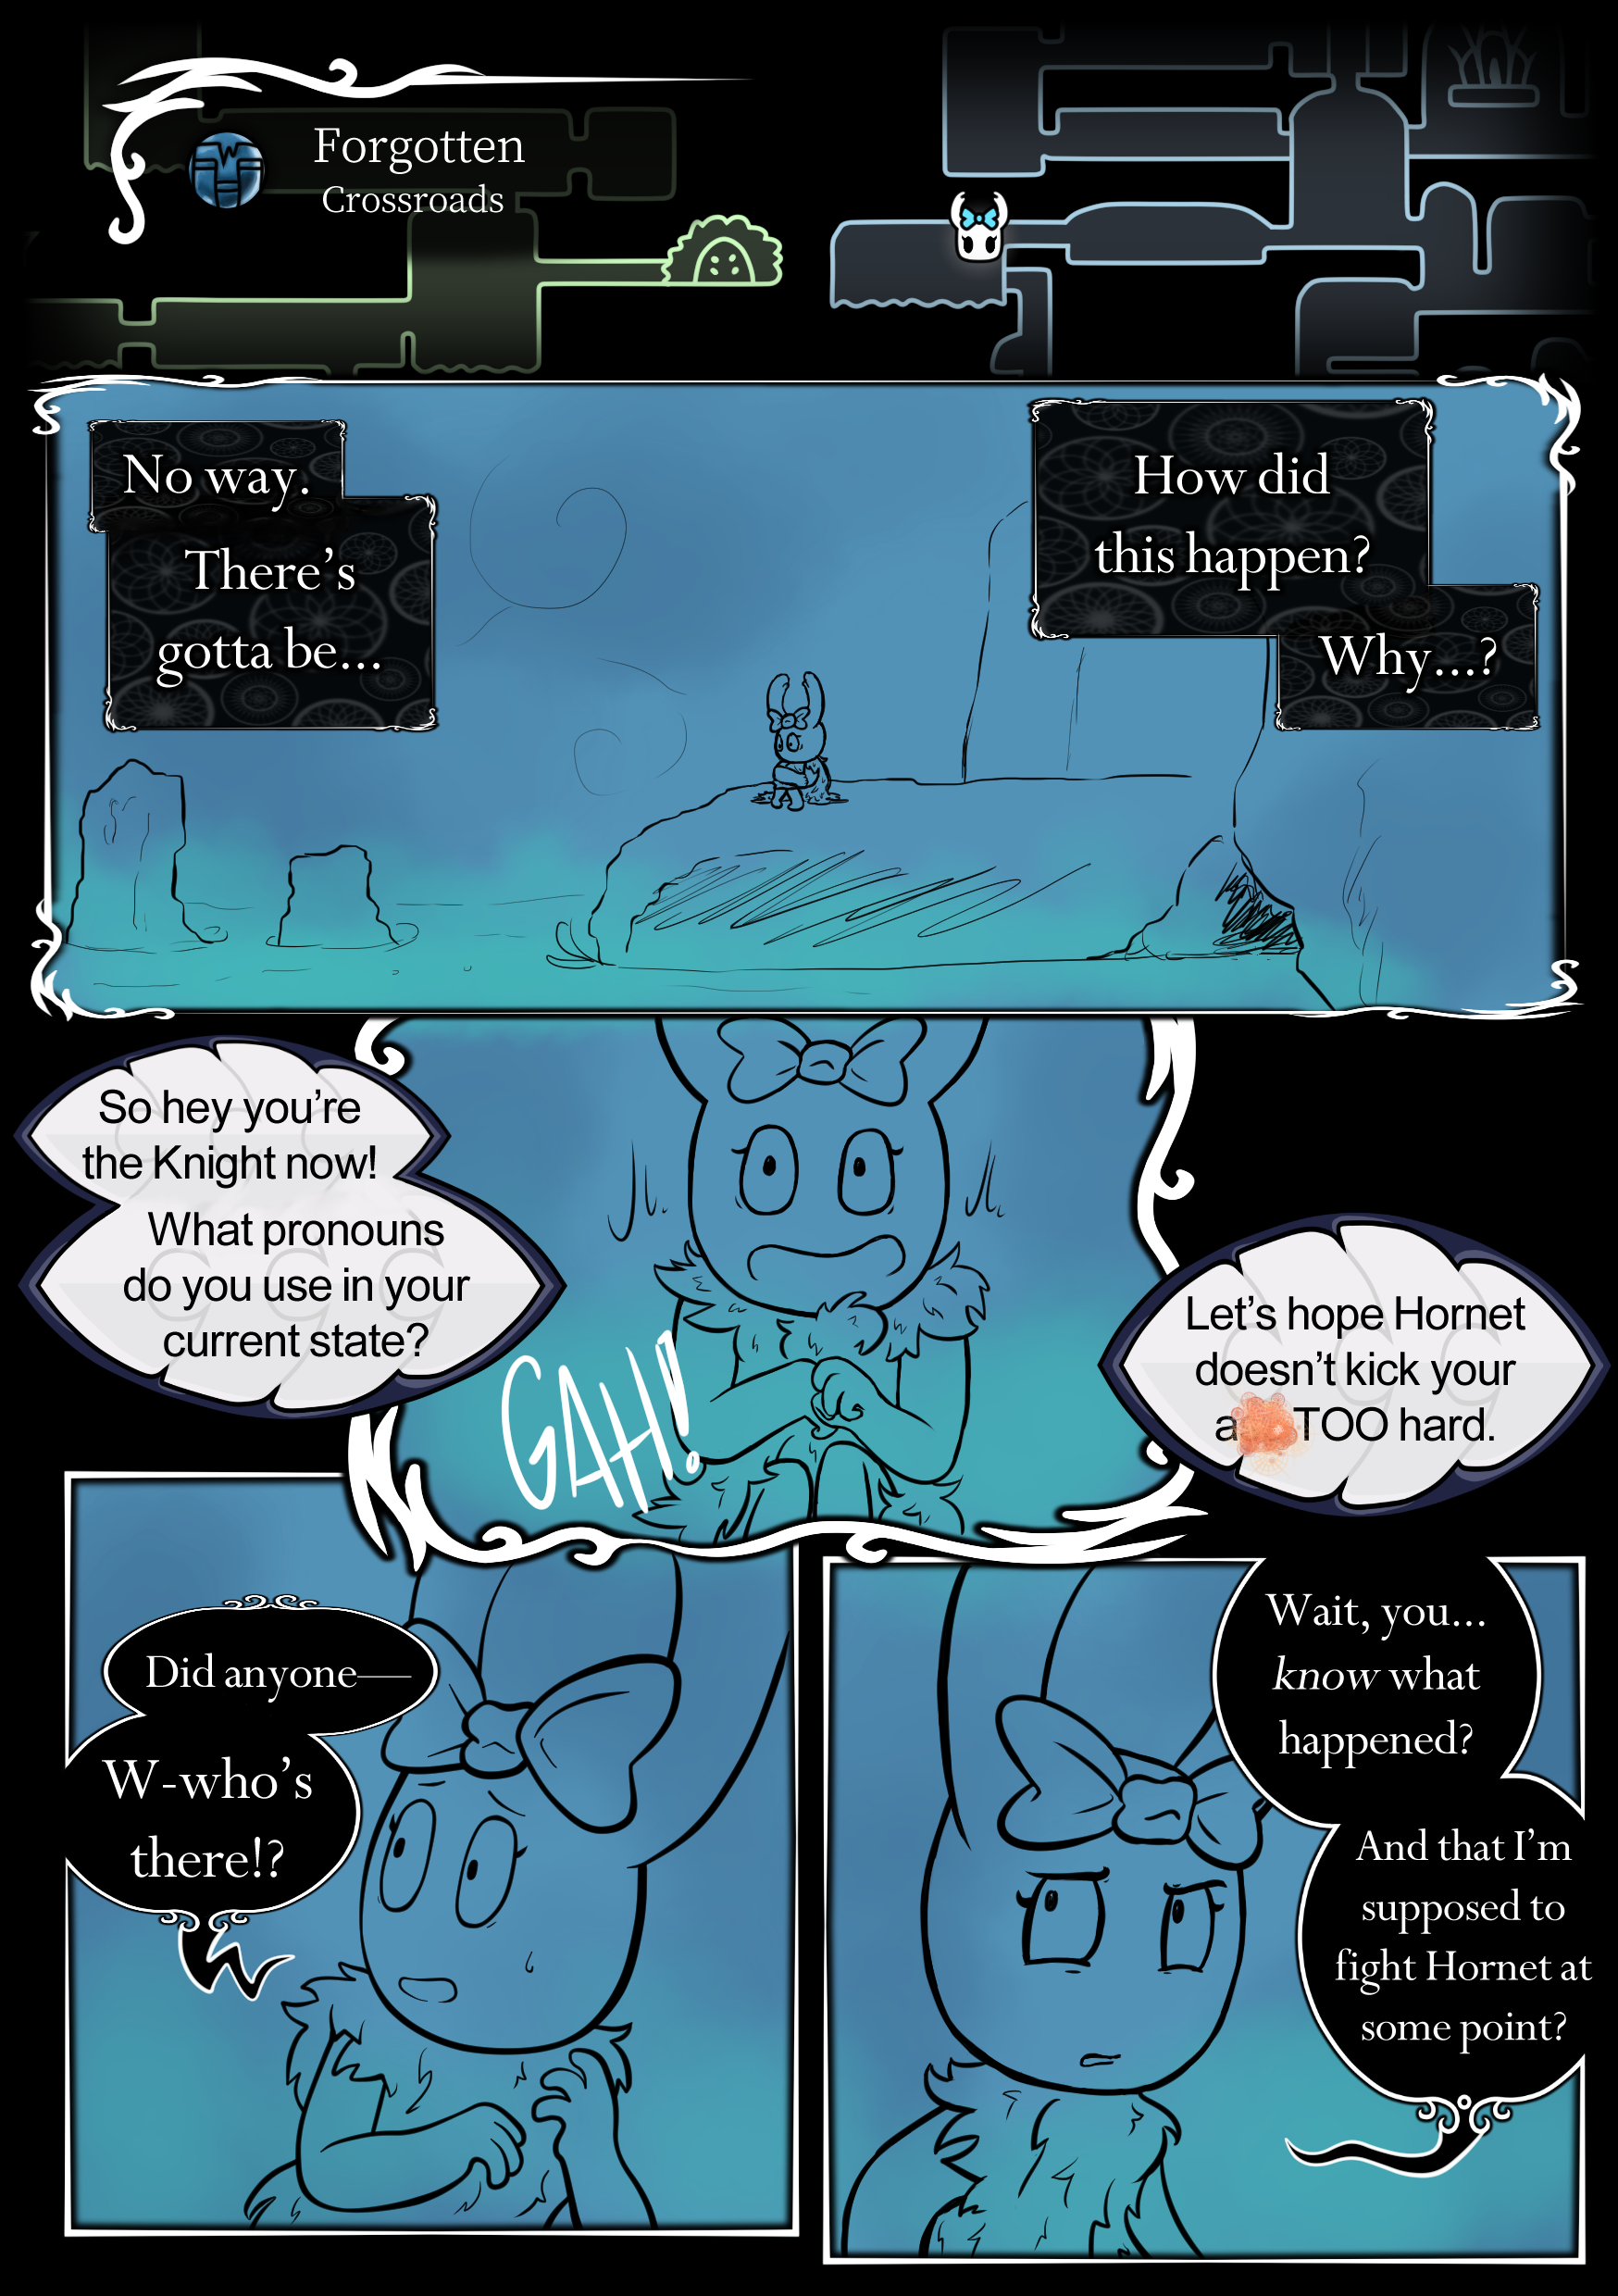 Forgotten
Crossroads
No way.
There's
gotta be...
How did
this happen?
Why...?
So hey you're
the Knight now!
What pronouns
do you use in your
current state?
GAH!
Let's hope Hornet
doesn't kick your
a TOO hard.
Did anyone—
W-who's
there!?
Wait, you...
know what
happened?
And that I'm
supposed to
fight Hornet at
some point?